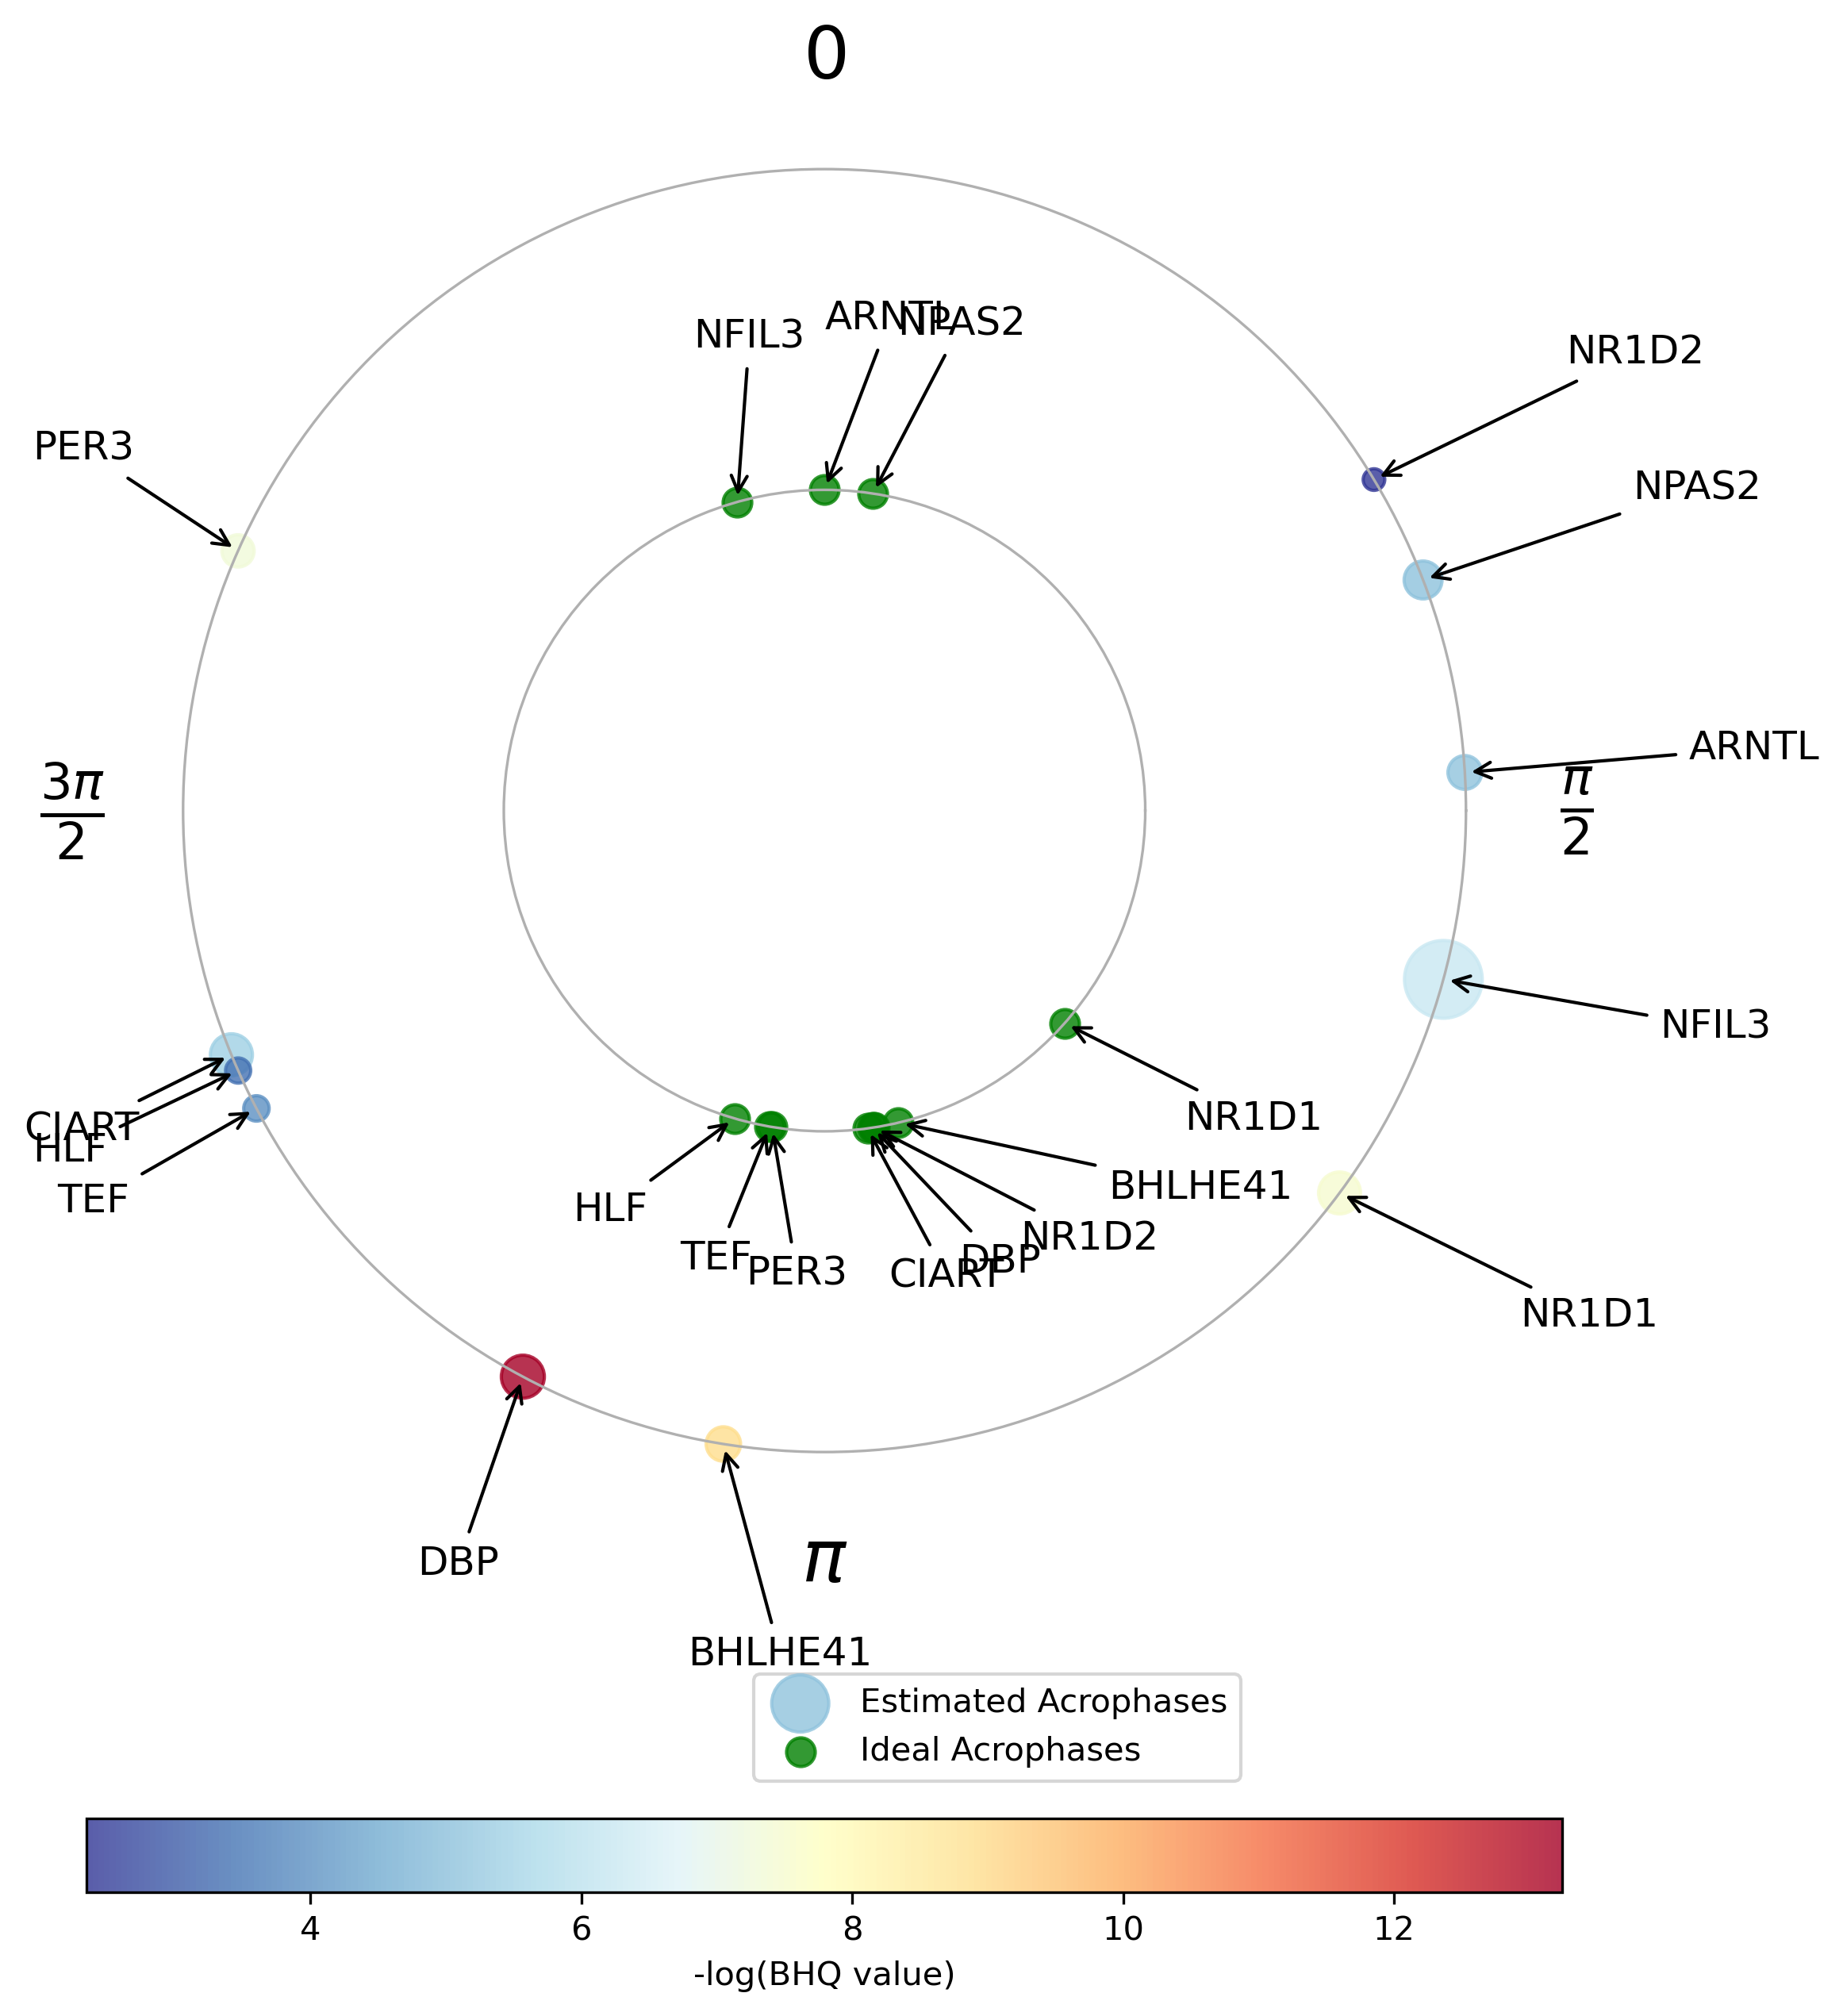 0
ARNTL
NPAS2
NFIL3
NR1D2
PER3
NPAS2
ARNTL
3π
2
π
2
NFIL3
CIART
HLF
TEF
NR1D1
BHLHE41
HLF
NR1D2
TEF
PER3
DBP
CIART
NR1D1
DBP
π
BHLHE41
Estimated Acrophases
Ideal Acrophases
4 6 8 10 12
-log(BHQ value)